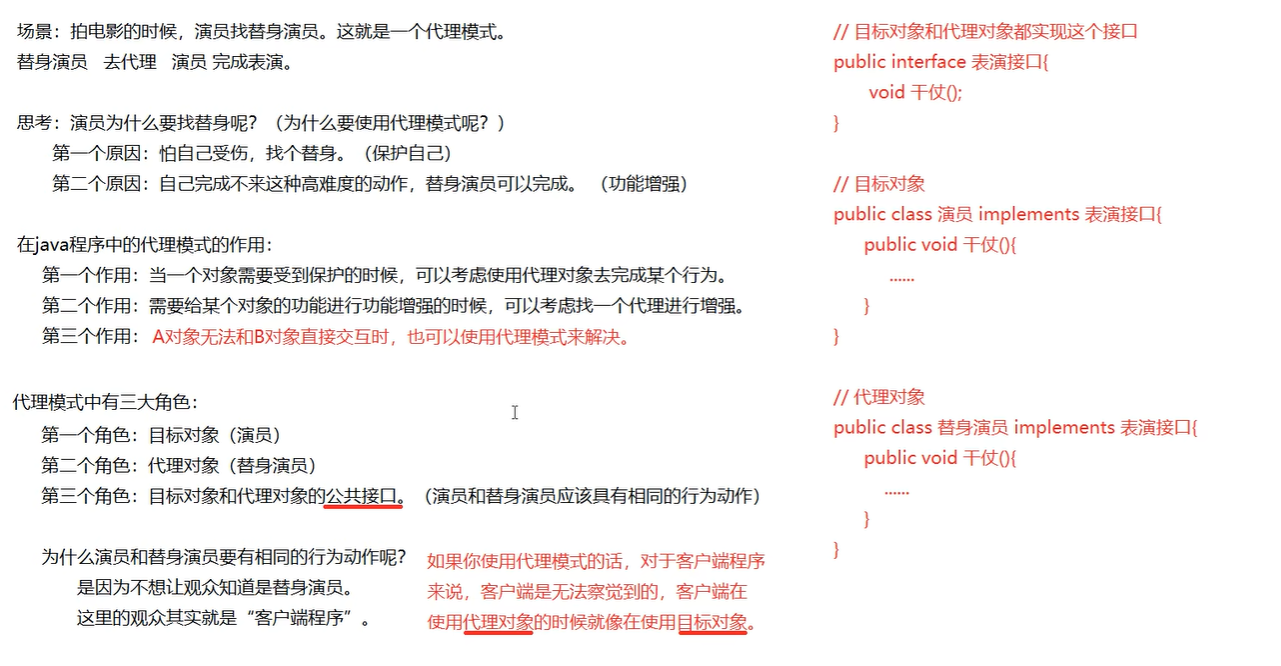 场景：拍电影的时候，演员找替身演员。这就是一个代理模式。
替身演员 去代理 演员 完成表演。
思考：演员为什么要找替身呢？（为什么要使用代理模式呢？）
第一个原因：怕自己受伤，找个替身。（保护自己）
第二个原因：自己完成不来这种高难度的动作，替身演员可以完成。 （功能增强）
在java程序中的代理模式的作用：
第一个作用：当一个对象需要受到保护的时候，可以考虑使用代理对象去完成某个行为。
第二个作用：需要给某个对象的功能进行功能增强的时候，可以考虑找一个代理进行增强。
第三个作用：A对象无法和B对象直接交互时，也可以使用代理模式来解决。
代理模式中有三大角色：
第一个角色：目标对象（演员）
第二个角色：代理对象（替身演员）
第三个角色：目标对象和代理对象的公共接口。（演员和替身演员应该具有相同的行为动作）
为什么演员和替身演员要有相同的行为动作呢？
是因为不想让观众知道是替身演员。
这里的观众其实就是“客户端程序”。
如果你使用代理模式的话，对于客户端程序
来说，客户端是无法察觉到的，客户端在
使用代理对象的时候就像在使用目标对象。
// 目标对象和代理对象都实现这个接口
public interface 表演接口{
void 干仗();
}
// 目标对象
public class 演员 implements 表演接口{
public void 干仗(){
......
}
}
// 代理对象
public class 替身演员 implements 表演接口{
public void 干仗(){
......
}
}